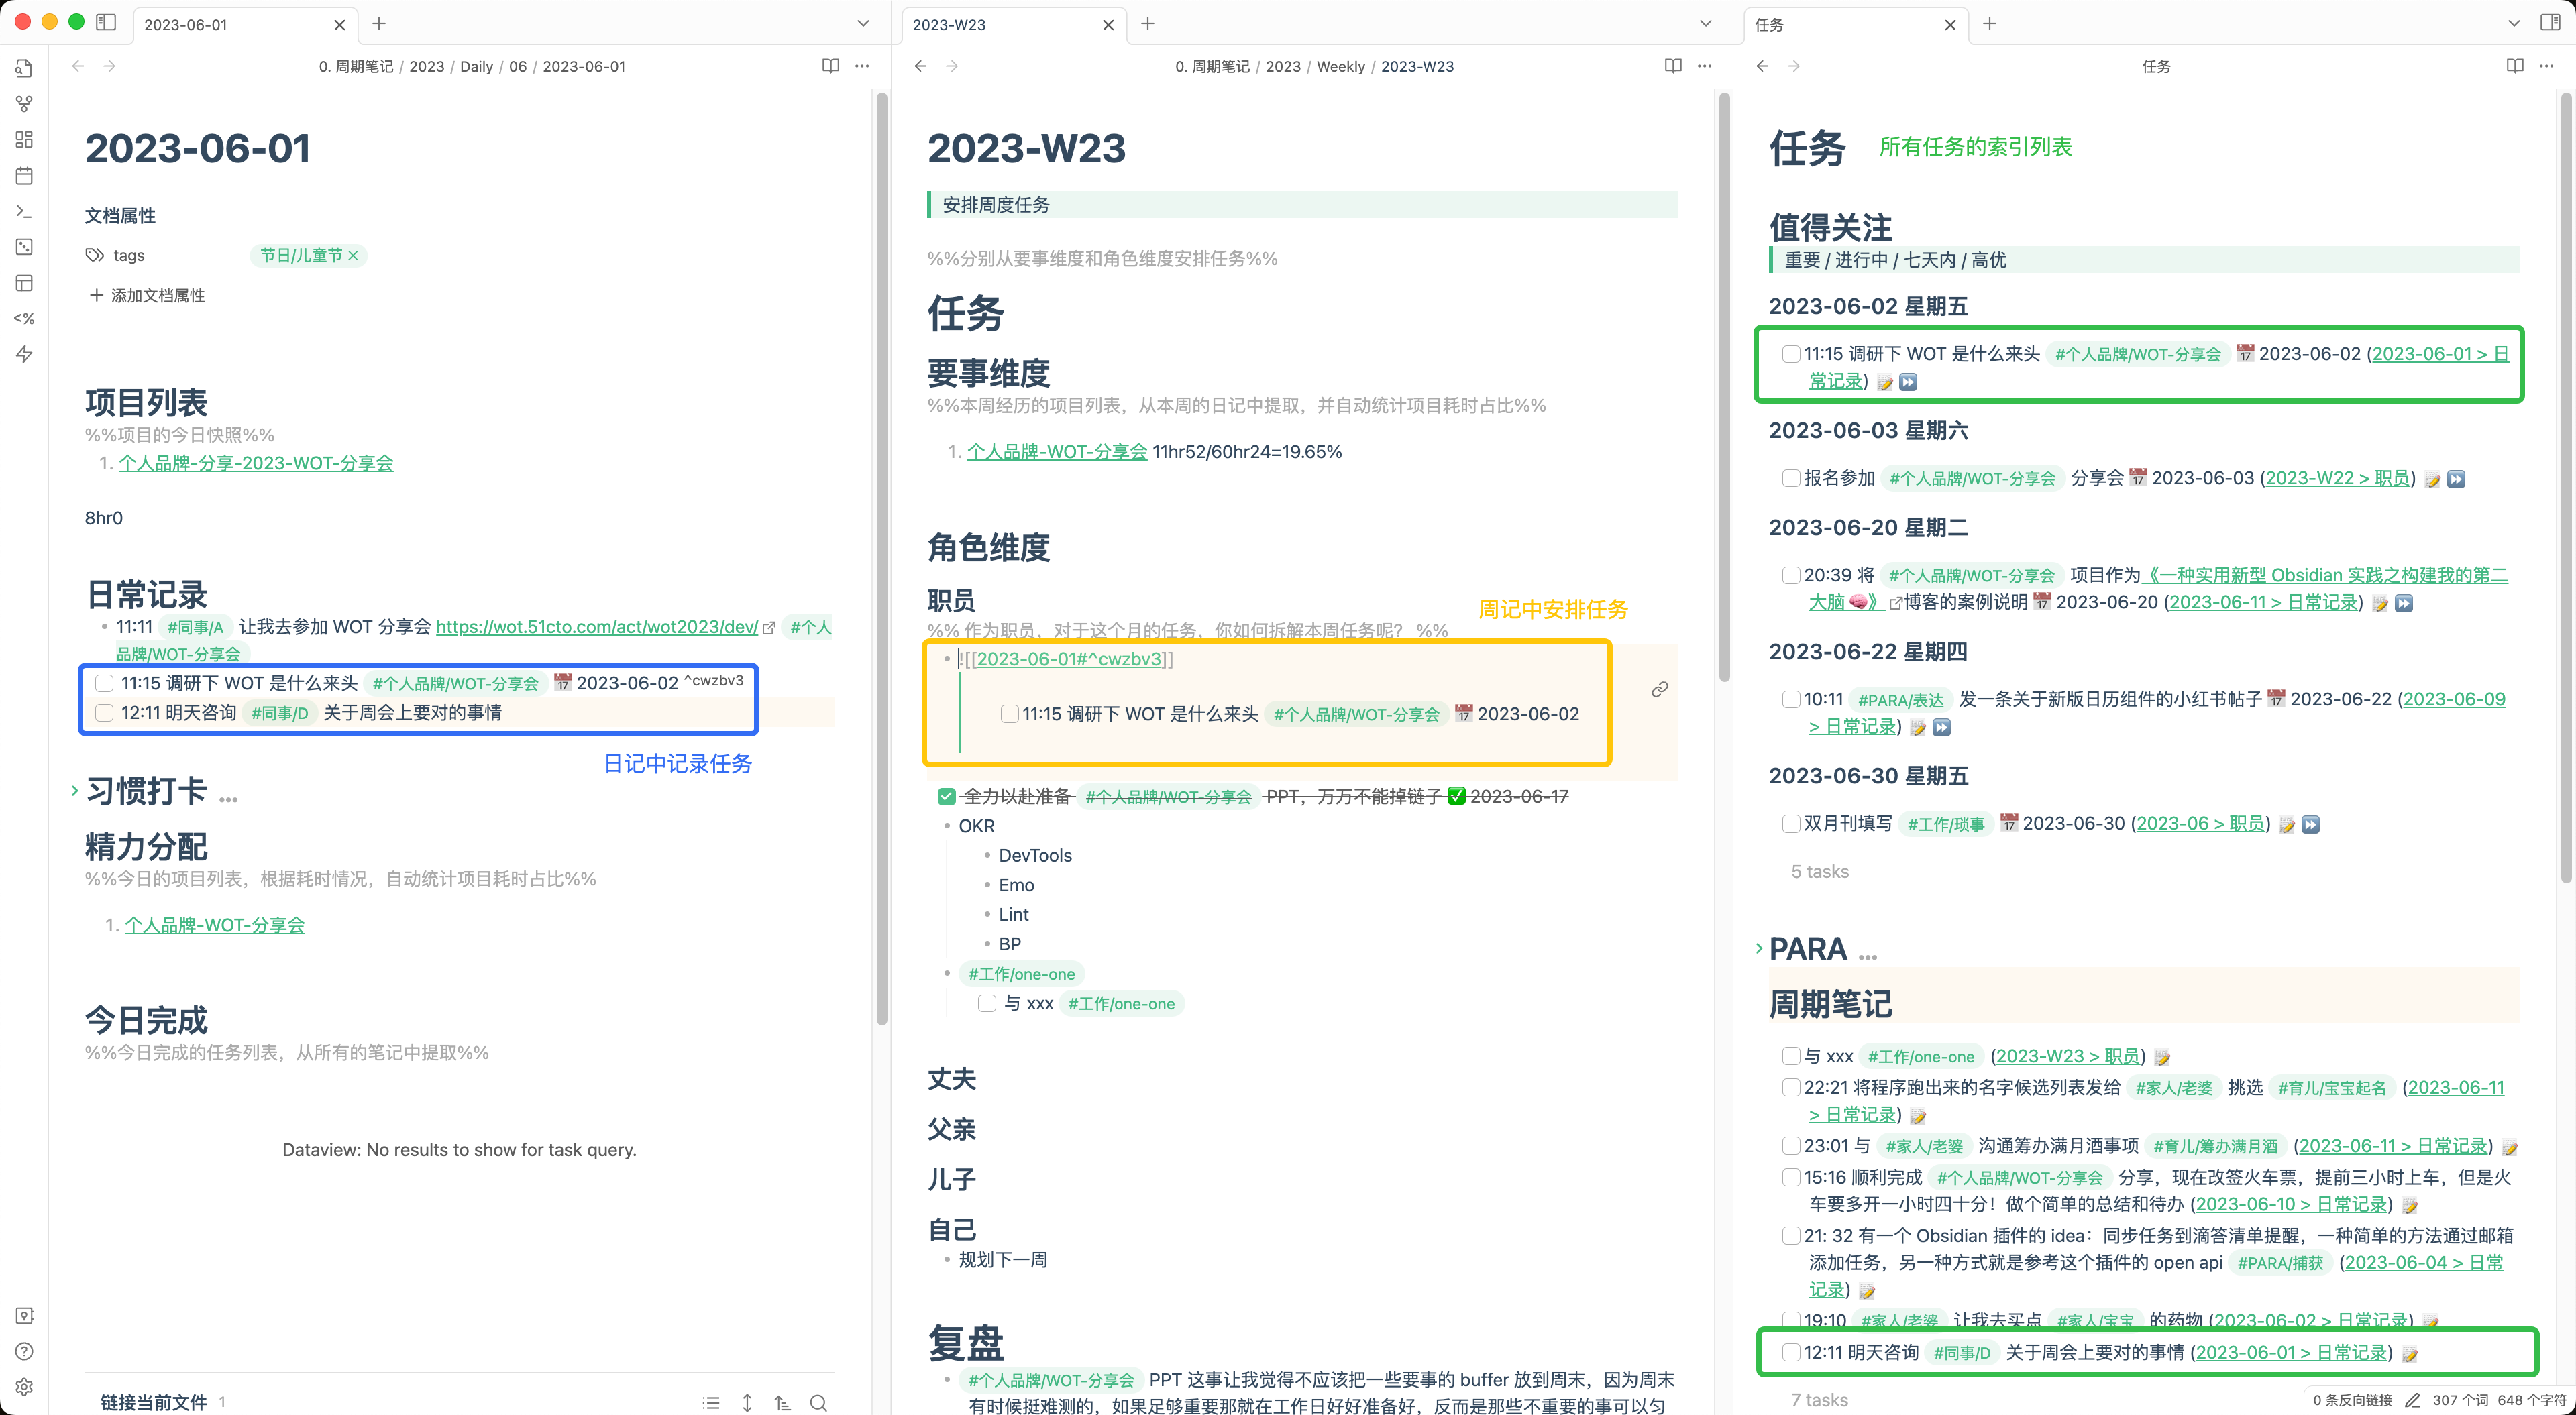 2023-06-01
0. 周期笔记 / 2023 / Daily / 06 / 2023-06-01
2023-06-01
文档属性
tags 节日/儿童节
添加文档属性
项目列表
%%项目的今日快照%%
1. 个人品牌-分享-2023-WOT-分享会
8hr0
日常记录
11:11 #同事/A 让我去参加 WOT 分享会 https://wot.51cto.com/act/wot2023/dev/ #个人
品牌/WOT-分享会
11:15 调研下 WOT 是什么来头 #个人品牌/WOT-分享会 📅 2023-06-02 ^cwzbv3
12:11 明天咨询 #同事/D 关于周会上要对的事情
日记中记录任务
习惯打卡 ...
精力分配
%%今日的项目列表，根据耗时情况，自动统计项目耗时占比%%
1. 个人品牌-WOT-分享会
今日完成
%%今日完成的任务列表，从所有的笔记中提取%%
Dataview: No results to show for task query.
链接当前文件 1
<%
2023-W23
0. 周期笔记 / 2023 / Weekly / 2023-W23
2023-W23
安排周度任务
%%分别从要事维度和角色维度安排任务%%
任务
要事维度
%%本周经历的项目列表，从本周的日记中提取，并自动统计项目耗时占比%%
1. 个人品牌-WOT-分享会 11hr52/60hr24=19.65%
角色维度
职员
周记中安排任务
%% 作为职员，对于这个月的任务，你如何拆解本周任务呢？ %%
![[2023-06-01#^cwzbv3]]
11:15 调研下 WOT 是什么来头 #个人品牌/WOT-分享会 📅 2023-06-02
全力以赴准备 #个人品牌/WOT-分享会 PPT，万万不能掉链子 ✅ 2023-06-17
OKR
DevTools
Emo
Lint
BP
#工作/one-one
与 xxx #工作/one-one
丈夫
父亲
儿子
自己
规划下一周
复盘
#个人品牌/WOT-分享会 PPT 这事让我觉得不应该把一些要事的 buffer 放到周末，因为周末
有时候挺难测的，如果足够重要那就在工作日好好准备好，反而是那些不重要的事可以匀
任务
任务
任务 所有任务的索引列表
值得关注
重要 / 进行中 / 七天内 / 高优
2023-06-02 星期五
11:15 调研下 WOT 是什么来头 #个人品牌/WOT-分享会 📅 2023-06-02 (2023-06-01 > 日
常记录) 📝 ⏩
2023-06-03 星期六
报名参加 #个人品牌/WOT-分享会 分享会 📅 2023-06-03 (2023-W22 > 职员) 📝 ⏩
2023-06-20 星期二
20:39 将 #个人品牌/WOT-分享会 项目作为《一种实用新型 Obsidian 实践之构建我的第二
大脑 🧠》 博客的案例说明 📅 2023-06-20 (2023-06-11 > 日常记录) 📝 ⏩
2023-06-22 星期四
10:11 #PARA/表达 发一条关于新版日历组件的小红书帖子 📅 2023-06-22 (2023-06-09
> 日常记录) 📝 ⏩
2023-06-30 星期五
双月刊填写 #工作/琐事 📅 2023-06-30 (2023-06 > 职员) 📝 ⏩
5 tasks
PARA ...
周期笔记
与 xxx #工作/one-one (2023-W23 > 职员) 📝
22:21 将程序跑出来的名字候选列表发给 #家人/老婆 挑选 #育儿/宝宝起名 (2023-06-11
> 日常记录) 📝
23:01 与 #家人/老婆 沟通筹办满月酒事项 #育儿/筹办满月酒 (2023-06-11 > 日常记录) 📝
15:16 顺利完成 #个人品牌/WOT-分享会 分享，现在改签火车票，提前三小时上车，但是火
车要多开一小时四十分！做个简单的总结和待办 (2023-06-10 > 日常记录) 📝
21: 32 有一个 Obsidian 插件的 idea：同步任务到滴答清单提醒，一种简单的方法通过邮箱
添加任务，另一种方式就是参考这个插件的 open api #PARA/捕获 (2023-06-04 > 日常
记录) 📝
19:10 #家人/老婆 让我去买点 #家人/宝宝 的药物 (2023-06-02 > 日常记录) 📝
12:11 明天咨询 #同事/D 关于周会上要对的事情 (2023-06-01 > 日常记录) 📝
7 tasks
0 条反向链接 307 个词 648 个字符